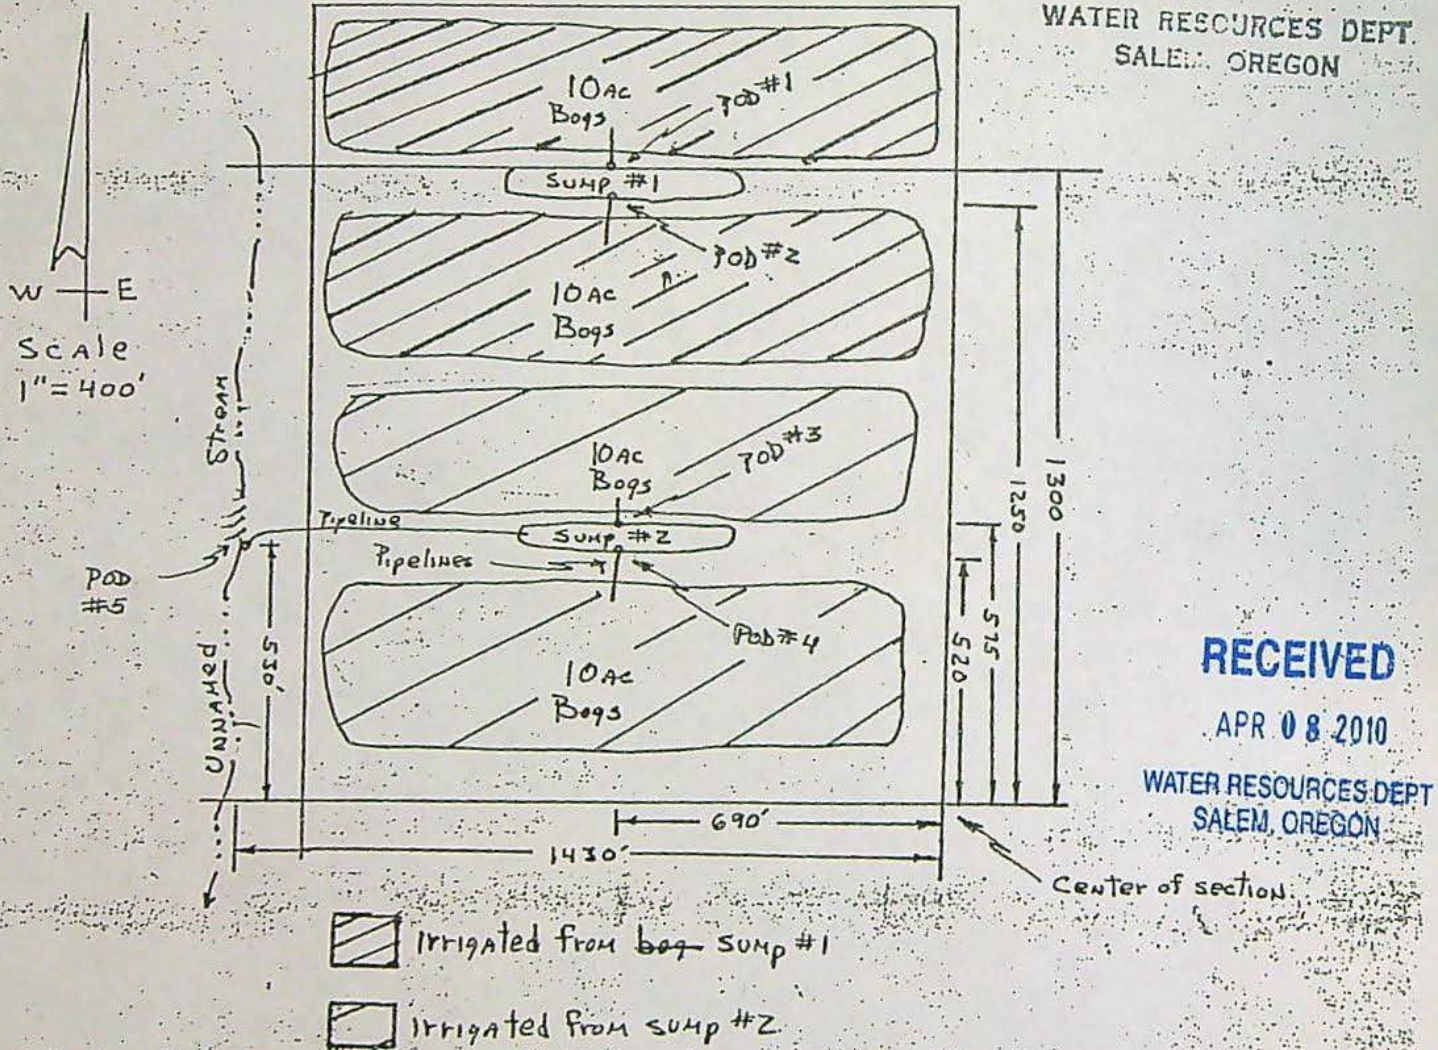 WATER RESOURCES DEPT.
SALEM, OREGON
10 AC
Bogs
POD #1
SUMP #1
POD #2
10 AC
Bogs
W E
Scale
1" = 400'
Stream
10 AC
Bogs
POD #3
1250
1300
Pipeline
SUMP #2
Pipelines
POD
#5
530'
575
520
POD #4
Unnamed
10 AC
Bogs
RECEIVED
APR 08 2010
WATER RESOURCES DEPT
SALEM, OREGON
690'
1430'
Center of section
Irrigated from bog sump #1
Irrigated from sump #2